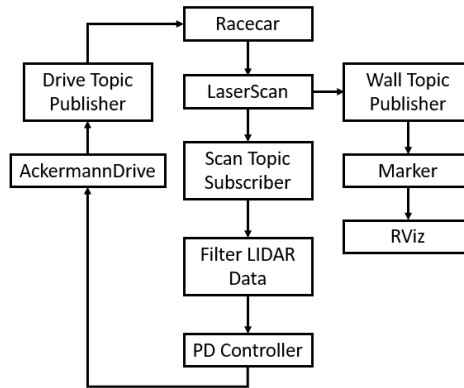 Racecar
Drive Topic
Publisher
LaserScan
Wall Topic
Publisher
AckermannDrive
Scan Topic
Subscriber
Marker
RViz
Filter LIDAR
Data
PD Controller